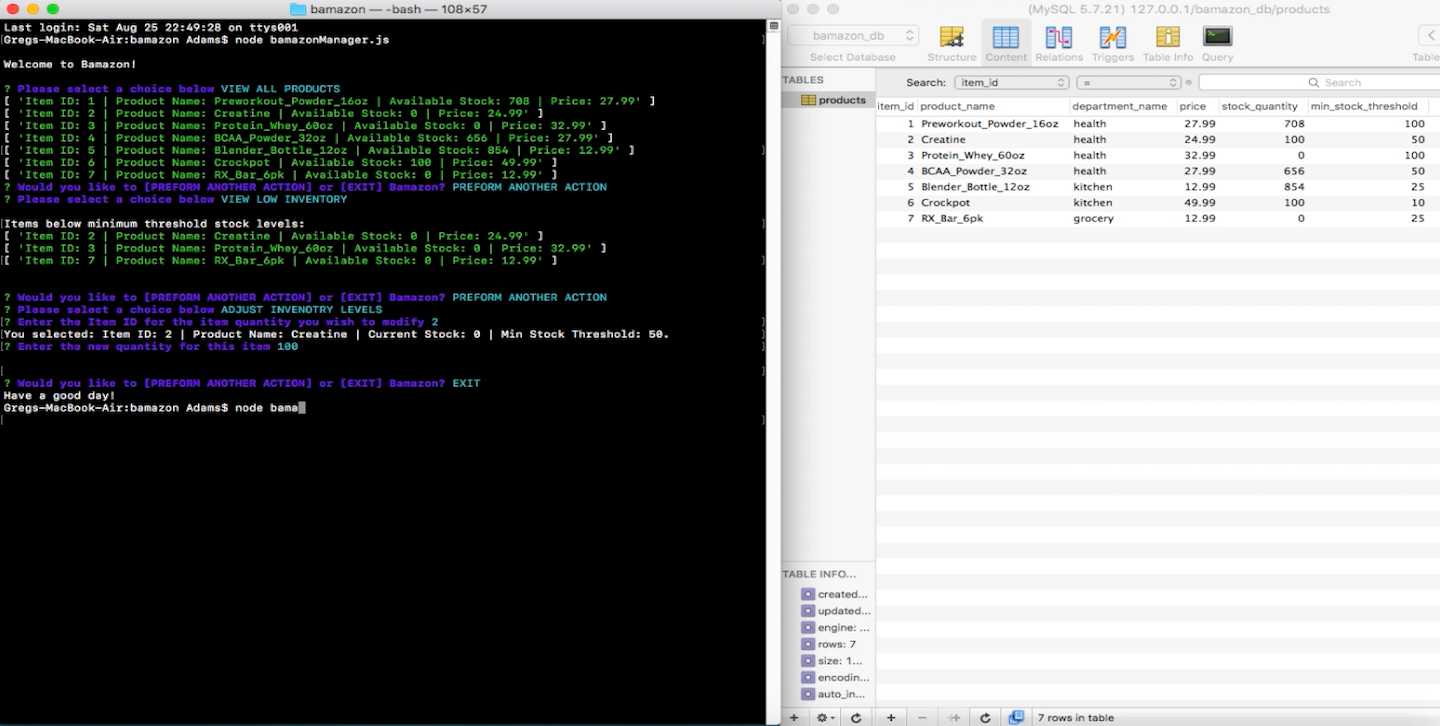 bamazon — -bash — 108×57
Last login: Sat Aug 25 22:49:28 on ttys001
[Gregs-MacBook-Air:bamazon Adams$ node bamazonManager.js ]
Welcome to Bamazon!
? Please select a choice below VIEW ALL PRODUCTS
[ 'Item ID: 1 | Product Name: Preworkout_Powder_16oz | Available Stock: 708 | Price: 27.99' ]
[ 'Item ID: 2 | Product Name: Creatine | Available Stock: 0 | Price: 24.99' ]
[ 'Item ID: 3 | Product Name: Protein_Whey_60oz | Available Stock: 0 | Price: 32.99' ]
[ 'Item ID: 4 | Product Name: BCAA_Powder_32oz | Available Stock: 656 | Price: 27.99' ]
[[ 'Item ID: 5 | Product Name: Blender_Bottle_12oz | Available Stock: 854 | Price: 12.99' ] ]
[ 'Item ID: 6 | Product Name: Crockpot | Available Stock: 100 | Price: 49.99' ]
[ 'Item ID: 7 | Product Name: RX_Bar_6pk | Available Stock: 0 | Price: 12.99' ]
? Would you like to [PREFORM ANOTHER ACTION] or [EXIT] Bamazon? PREFORM ANOTHER ACTION
? Please select a choice below VIEW LOW INVENTORY
[Items below minimum threshold stock levels: ]
[ 'Item ID: 2 | Product Name: Creatine | Available Stock: 0 | Price: 24.99' ]
[ 'Item ID: 3 | Product Name: Protein_Whey_60oz | Available Stock: 0 | Price: 32.99' ]
[[ 'Item ID: 7 | Product Name: RX_Bar_6pk | Available Stock: 0 | Price: 12.99' ] ]
? Would you like to [PREFORM ANOTHER ACTION] or [EXIT] Bamazon? PREFORM ANOTHER ACTION
? Please select a choice below ADJUST INVENOTRY LEVELS
[? Enter the Item ID for the item quantity you wish to modify 2 ]
[You selected: Item ID: 2 | Product Name: Creatine | Current Stock: 0 | Min Stock Threshold: 50. ]
[? Enter the new quantity for this item 100 ]
[ ]
? Would you like to [PREFORM ANOTHER ACTION] or [EXIT] Bamazon? EXIT
Have a good day!
Gregs-MacBook-Air:bamazon Adams$ node bama
[ ]
(MySQL 5.7.21) 127.0.0.1/bamazon_db/products
bamazon_db
Select Database Structure Content Relations Triggers Table Info Query Table
TABLES
products
Search: item_id = Search
item_id product_name department_name price stock_quantity min_stock_threshold
1 Preworkout_Powder_16oz health 27.99 708 100
2 Creatine health 24.99 100 50
3 Protein_Whey_60oz health 32.99 0 100
4 BCAA_Powder_32oz health 27.99 656 50
5 Blender_Bottle_12oz kitchen 12.99 854 25
6 Crockpot kitchen 49.99 100 10
7 RX_Bar_6pk grocery 12.99 0 25
TABLE INFO...
created...
updated...
engine: ...
rows: 7
size: 1...
encodin...
auto_in...
7 rows in table